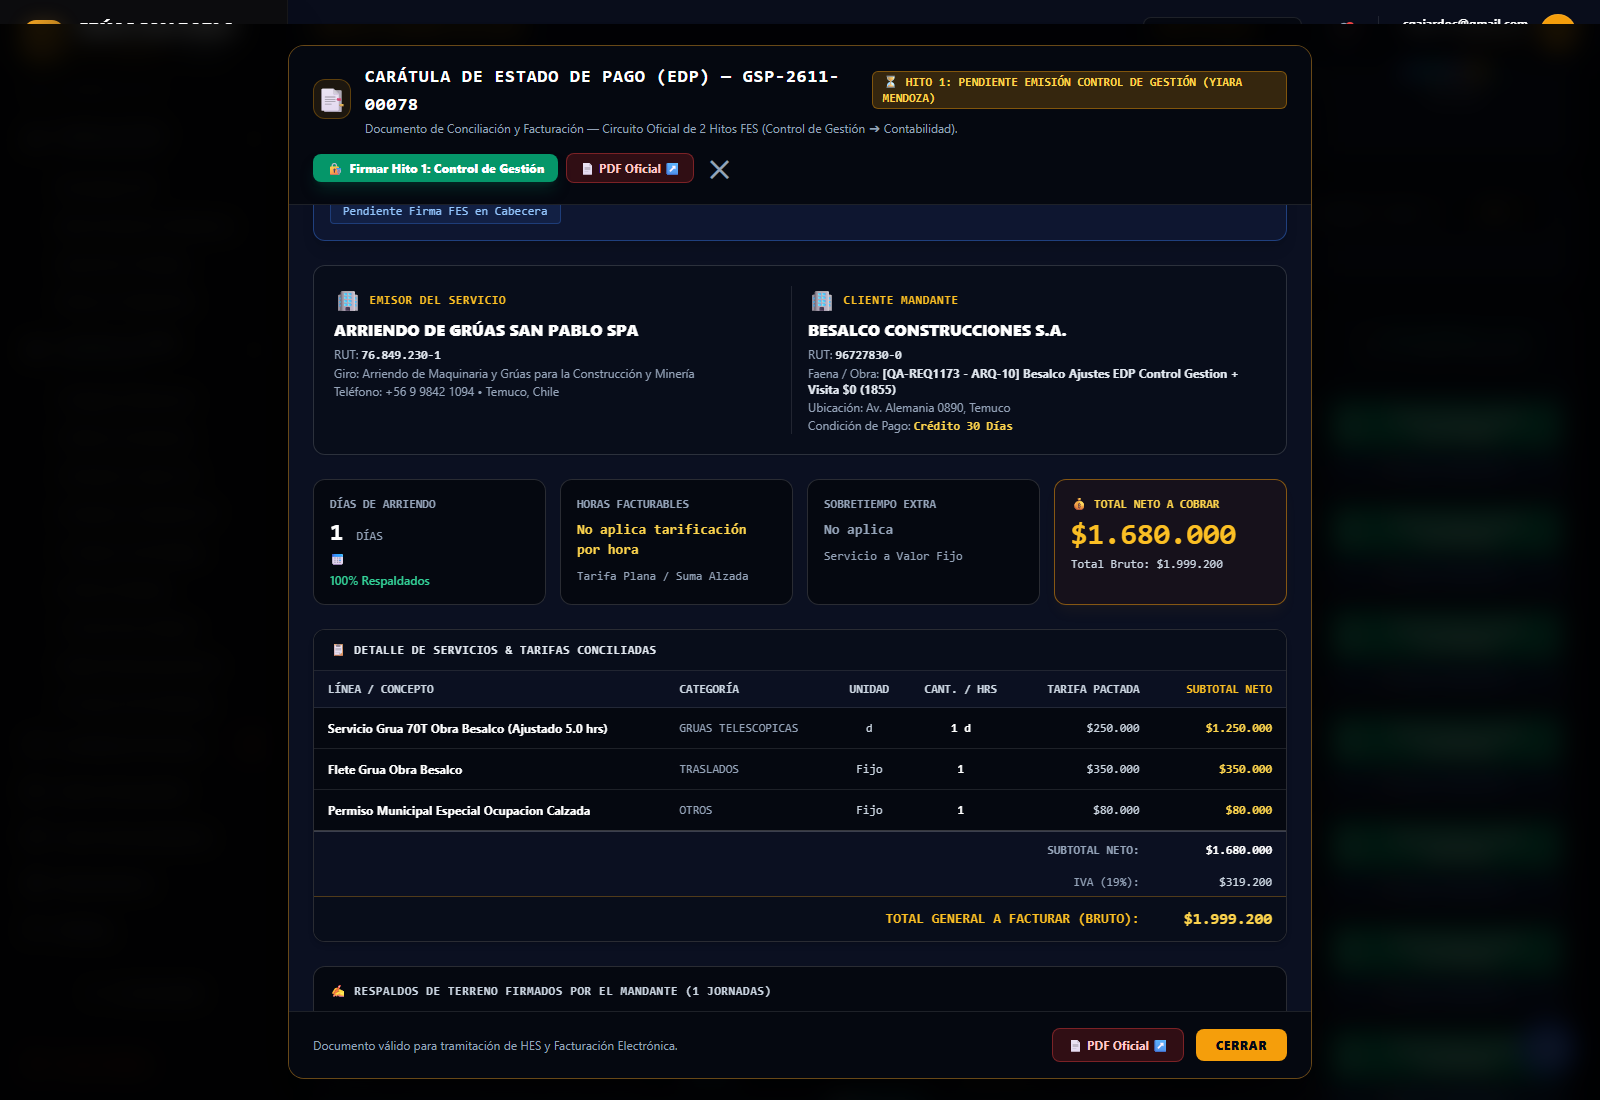 CARÁTULA DE ESTADO DE PAGO (EDP) — GSP-2611-
00078
HITO 1: PENDIENTE EMISIÓN CONTROL DE GESTIÓN (YIARA
MENDOZA)
Documento de Conciliación y Facturación — Circuito Oficial de 2 Hitos FES (Control de Gestión ➔ Contabilidad).
Firmar Hito 1: Control de Gestión
PDF Oficial
Pendiente Firma FES en Cabecera
EMISOR DEL SERVICIO
ARRIENDO DE GRÚAS SAN PABLO SPA
RUT: 76.849.230-1
Giro: Arriendo de Maquinaria y Grúas para la Construcción y Minería
Teléfono: +56 9 9842 1094 • Temuco, Chile
CLIENTE MANDANTE
BESALCO CONSTRUCCIONES S.A.
RUT: 96727830-0
Faena / Obra: [QA-REQ1173 - ARQ-10] Besalco Ajustes EDP Control Gestion +
Visita $0 (1855)
Ubicación: Av. Alemania 0890, Temuco
Condición de Pago: Crédito 30 Días
DÍAS DE ARRIENDO
1 DÍAS
100% Respaldados
HORAS FACTURABLES
No aplica tarificación
por hora
Tarifa Plana / Suma Alzada
SOBRETIEMPO EXTRA
No aplica
Servicio a Valor Fijo
TOTAL NETO A COBRAR
$1.680.000
Total Bruto: $1.999.200
DETALLE DE SERVICIOS & TARIFAS CONCILIADAS
LÍNEA / CONCEPTO CATEGORÍA UNIDAD CANT. / HRS TARIFA PACTADA SUBTOTAL NETO
Servicio Grua 70T Obra Besalco (Ajustado 5.0 hrs) GRUAS TELESCOPICAS d 1 d $250.000 $1.250.000
Flete Grua Obra Besalco TRASLADOS Fijo 1 $350.000 $350.000
Permiso Municipal Especial Ocupacion Calzada OTROS Fijo 1 $80.000 $80.000
SUBTOTAL NETO: $1.680.000
IVA (19%): $319.200
TOTAL GENERAL A FACTURAR (BRUTO): $1.999.200
RESPALDOS DE TERRENO FIRMADOS POR EL MANDANTE (1 JORNADAS)
Documento válido para tramitación de HES y Facturación Electrónica.
PDF Oficial
CERRAR